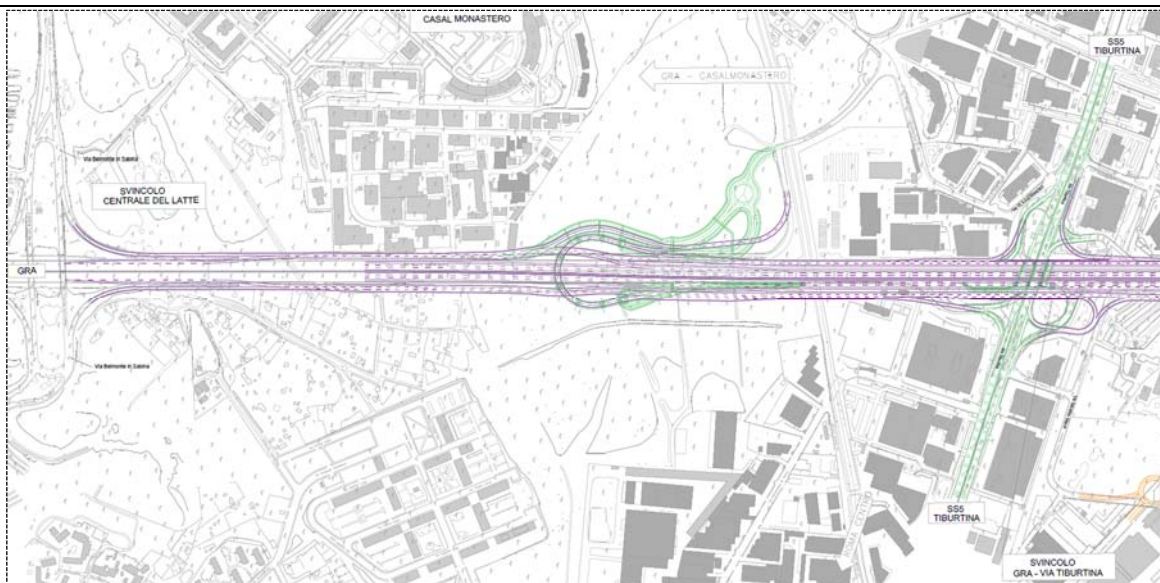 CASAL MONASTERO
SS5
TIBURTINA
GRA - CASALMONASTERO
Via Belmonte in Sabina
SVINCOLO
CENTRALE DEL LATTE
GRA
Via Belmonte in Sabina
SS5
TIBURTINA
SVINCOLO
GRA - VIA TIBURTINA